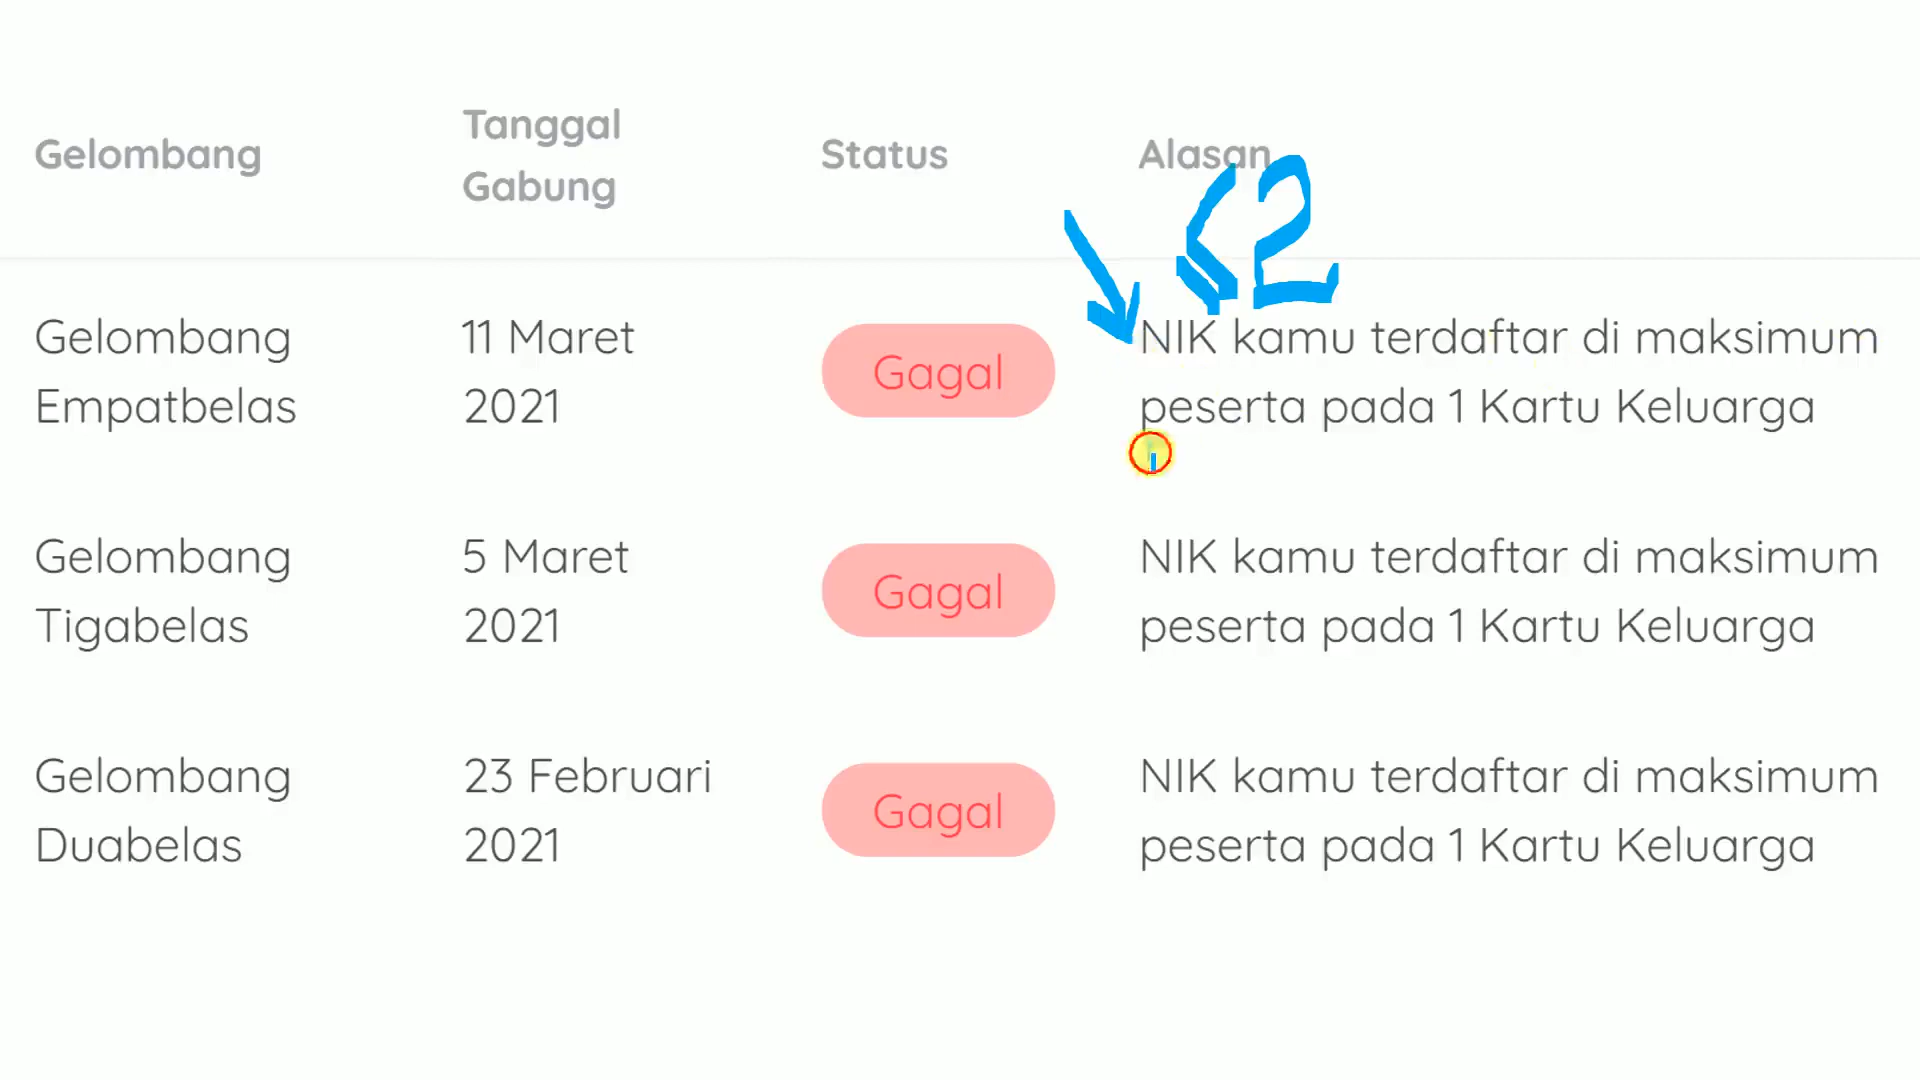 Gelombang
Tanggal
Gabung
Status
Alasan
≤2
Gelombang
Empatbelas
11 Maret
2021
Gagal
NIK kamu terdaftar di maksimum
peserta pada 1 Kartu Keluarga
Gelombang
Tigabelas
5 Maret
2021
Gagal
NIK kamu terdaftar di maksimum
peserta pada 1 Kartu Keluarga
Gelombang
Duabelas
23 Februari
2021
Gagal
NIK kamu terdaftar di maksimum
peserta pada 1 Kartu Keluarga